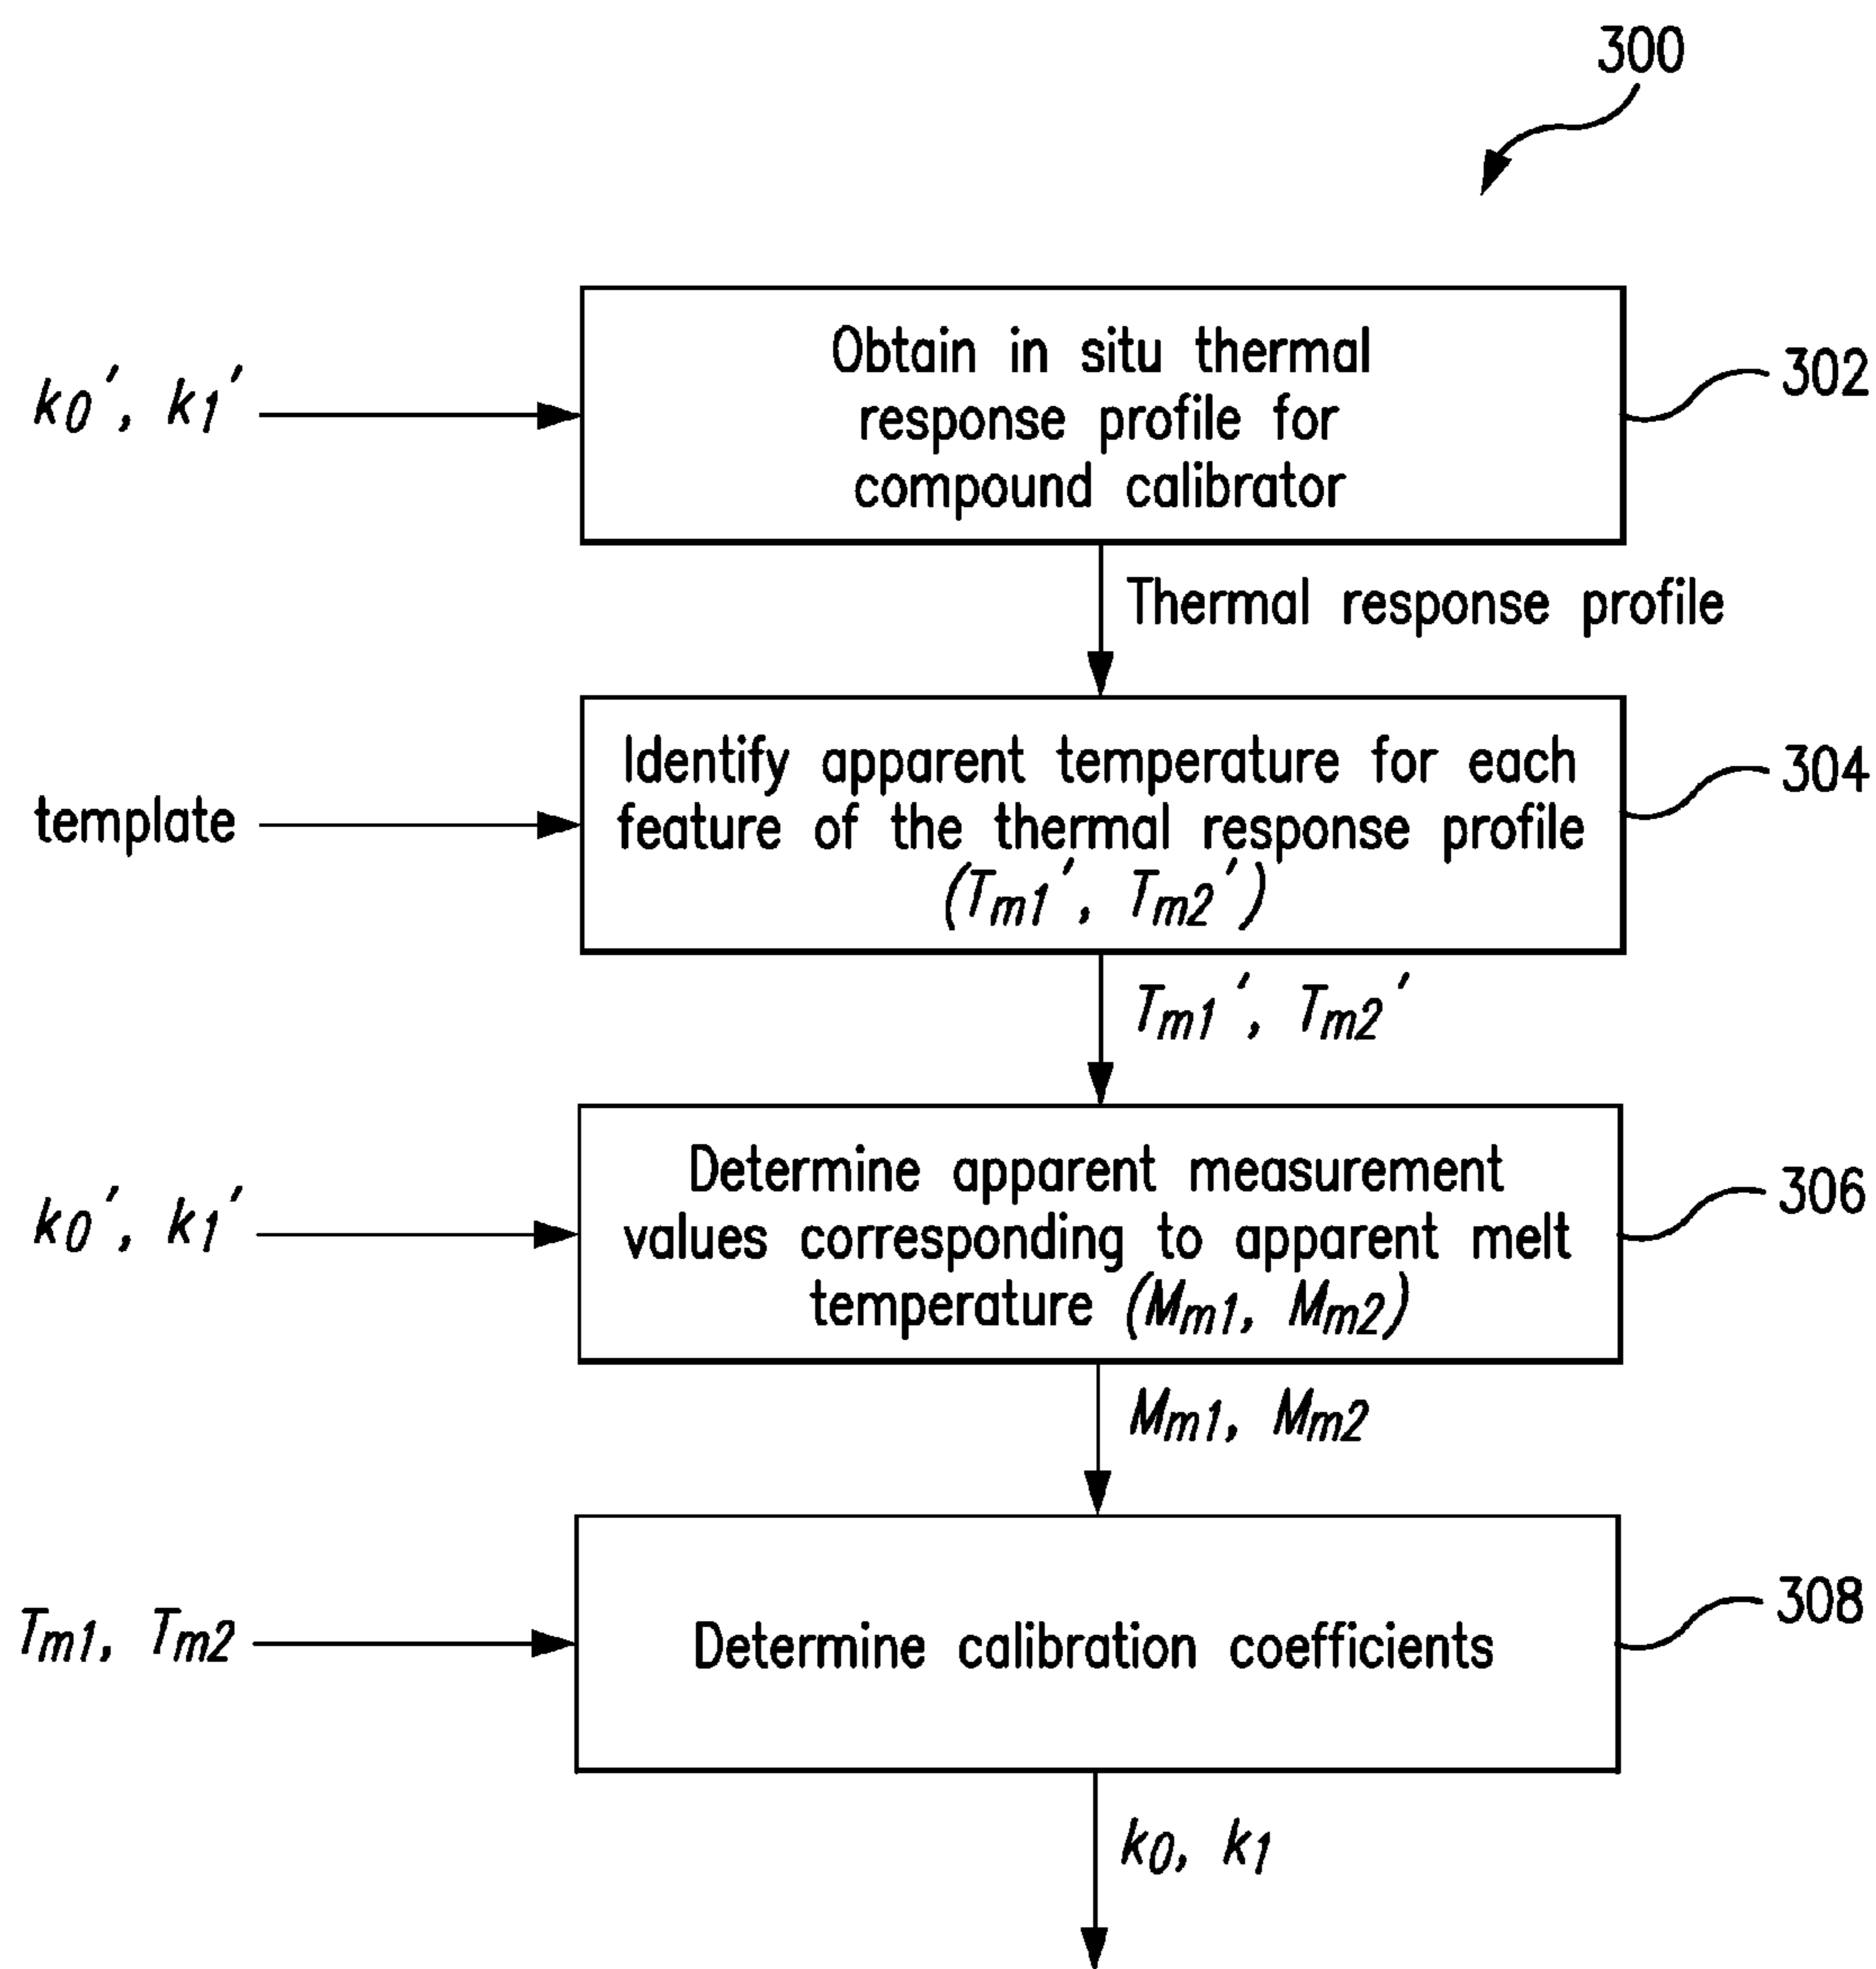 300
Obtain in situ thermal
response profile for
compound calibrator
k0', k1'
302
Thermal response profile
Identify apparent temperature for each
feature of the thermal response profile
(Tm1', Tm2')
template
304
Tm1', Tm2'
Determine apparent measurement
values corresponding to apparent melt
temperature (Mm1, Mm2)
k0', k1'
306
Mm1, Mm2
Tm1, Tm2
Determine calibration coefficients
308
k0, k1